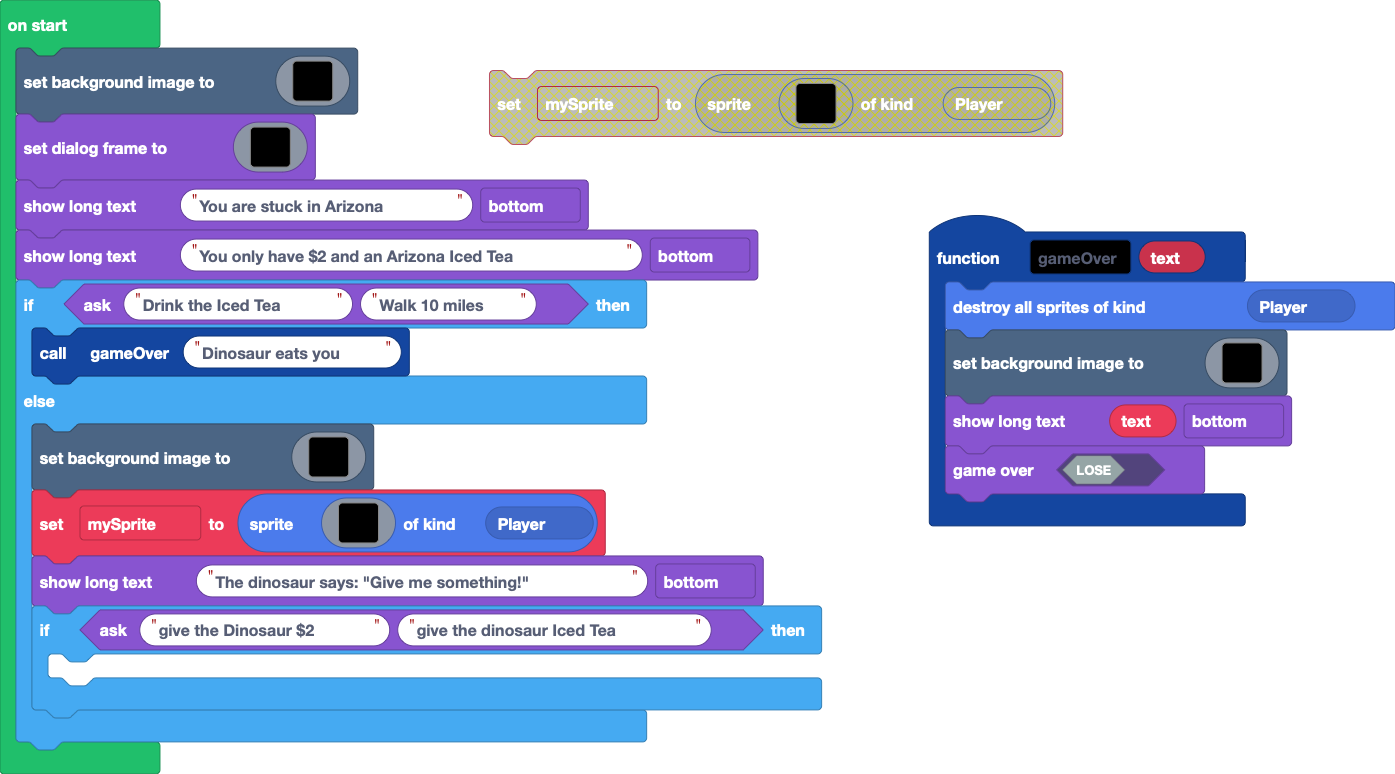 on start
set background image to
set dialog frame to
show long text "You are stuck in Arizona" bottom
show long text "You only have $2 and an Arizona Iced Tea" bottom
if ask "Drink the Iced Tea" "Walk 10 miles" then
call gameOver "Dinosaur eats you"
else
set background image to
set mySprite to sprite of kind Player
show long text "The dinosaur says: "Give me something!"" bottom
if ask "give the Dinosaur $2" "give the dinosaur Iced Tea" then
set mySprite to sprite of kind Player
function gameOver text
destroy all sprites of kind Player
set background image to
show long text text bottom
game over LOSE